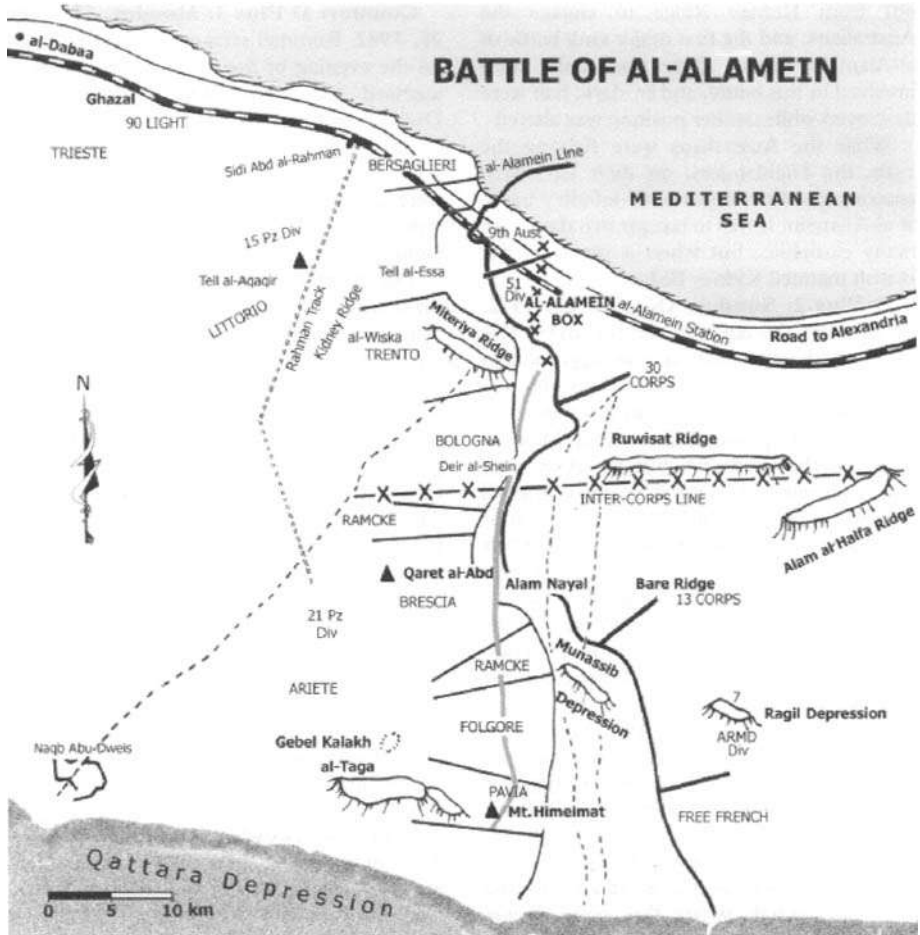 BATTLE OF AL-ALAMEIN
al-Dabaa
Ghazal
90 LIGHT
TRIESTE
Sidi Abd al-Rahman
BERSAGLIERI
al-Alamein Line
MEDITERRANEAN
SEA
9th Aust
15 Pz Div
Tell al-Aqaqir
Tell al-Essa
51
Div
AL-ALAMEIN
BOX
al-Alamein Station
Road to Alexandria
LITTORIO
Rahman Track
Kidney Ridge
al-Wiska
TRENTO
Miteriya Ridge
30
CORPS
N
BOLOGNA
Ruwisat Ridge
Deir al-Shein
INTER-CORPS LINE
RAMCKE
Alam al-Halfa Ridge
Qaret al-Abd
Alam Nayal
Bare Ridge
13 CORPS
BRESCIA
21 Pz
Div
Munassib
Depression
RAMCKE
ARIETE
7
ARMD
Div
Ragil Depression
FOLGORE
Gebel Kalakh
al-Taga
Naqb Abu-Dweis
PAVIA
Mt. Himeimat
FREE FRENCH
Qattara Depression
0 5 10 km